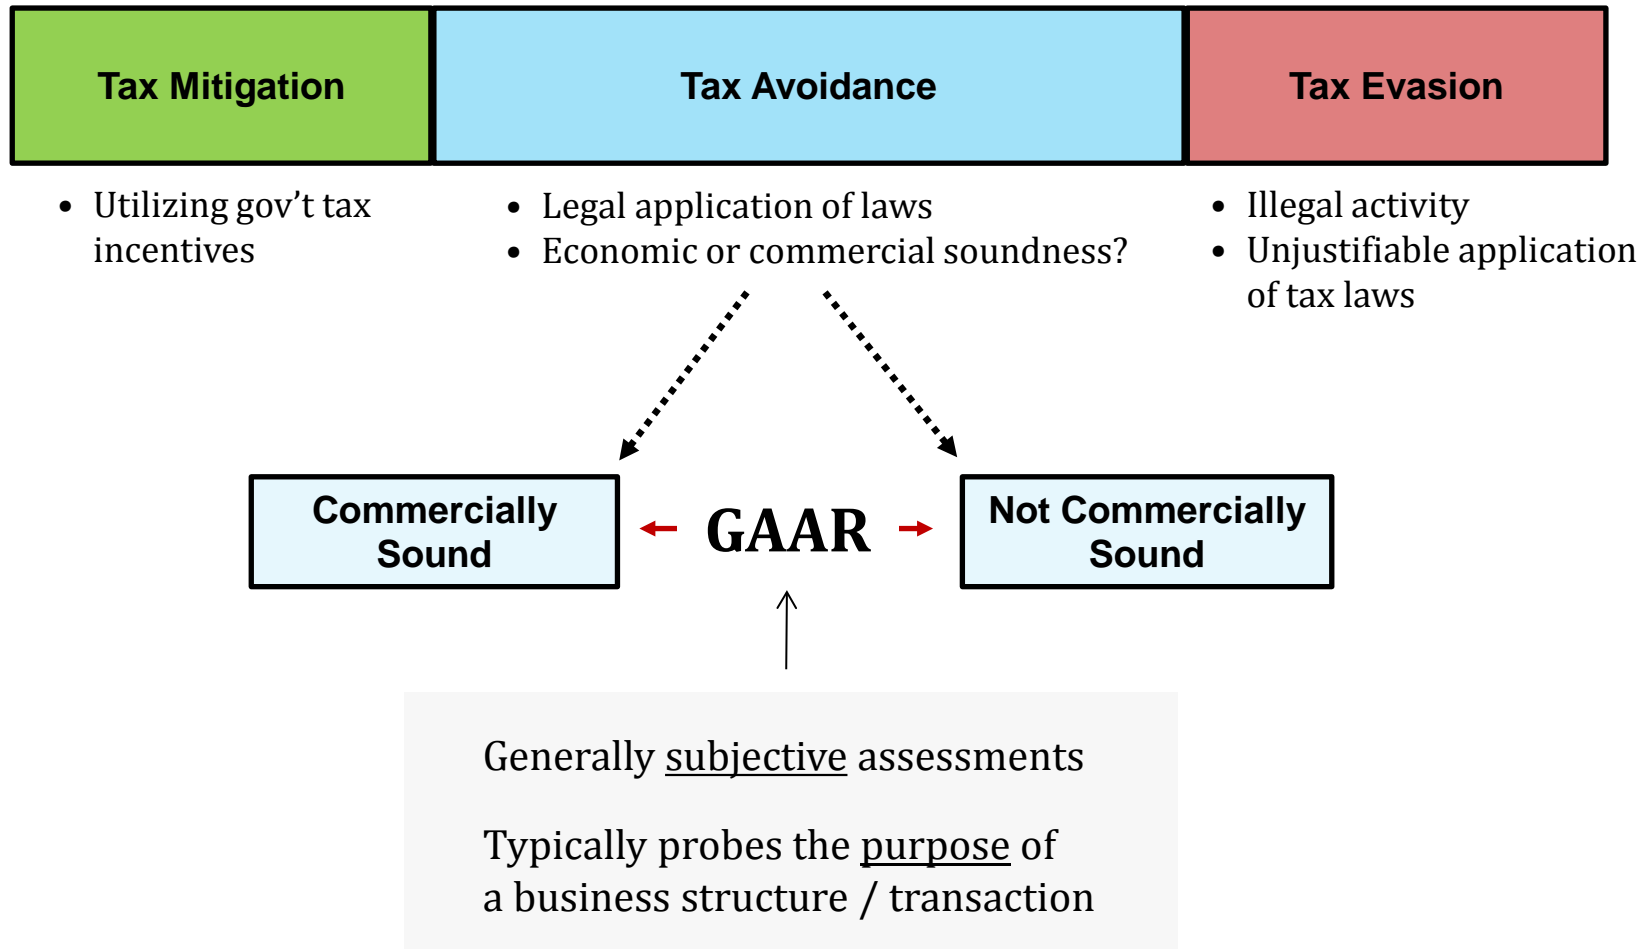 Tax Mitigation
Tax Avoidance
Tax Evasion
• Utilizing gov’t tax
incentives
• Legal application of laws
• Economic or commercial soundness?
• Illegal activity
• Unjustifiable application
of tax laws
Commercially
Sound
GAAR
Not Commercially
Sound
Generally subjective assessments
Typically probes the purpose of
a business structure / transaction